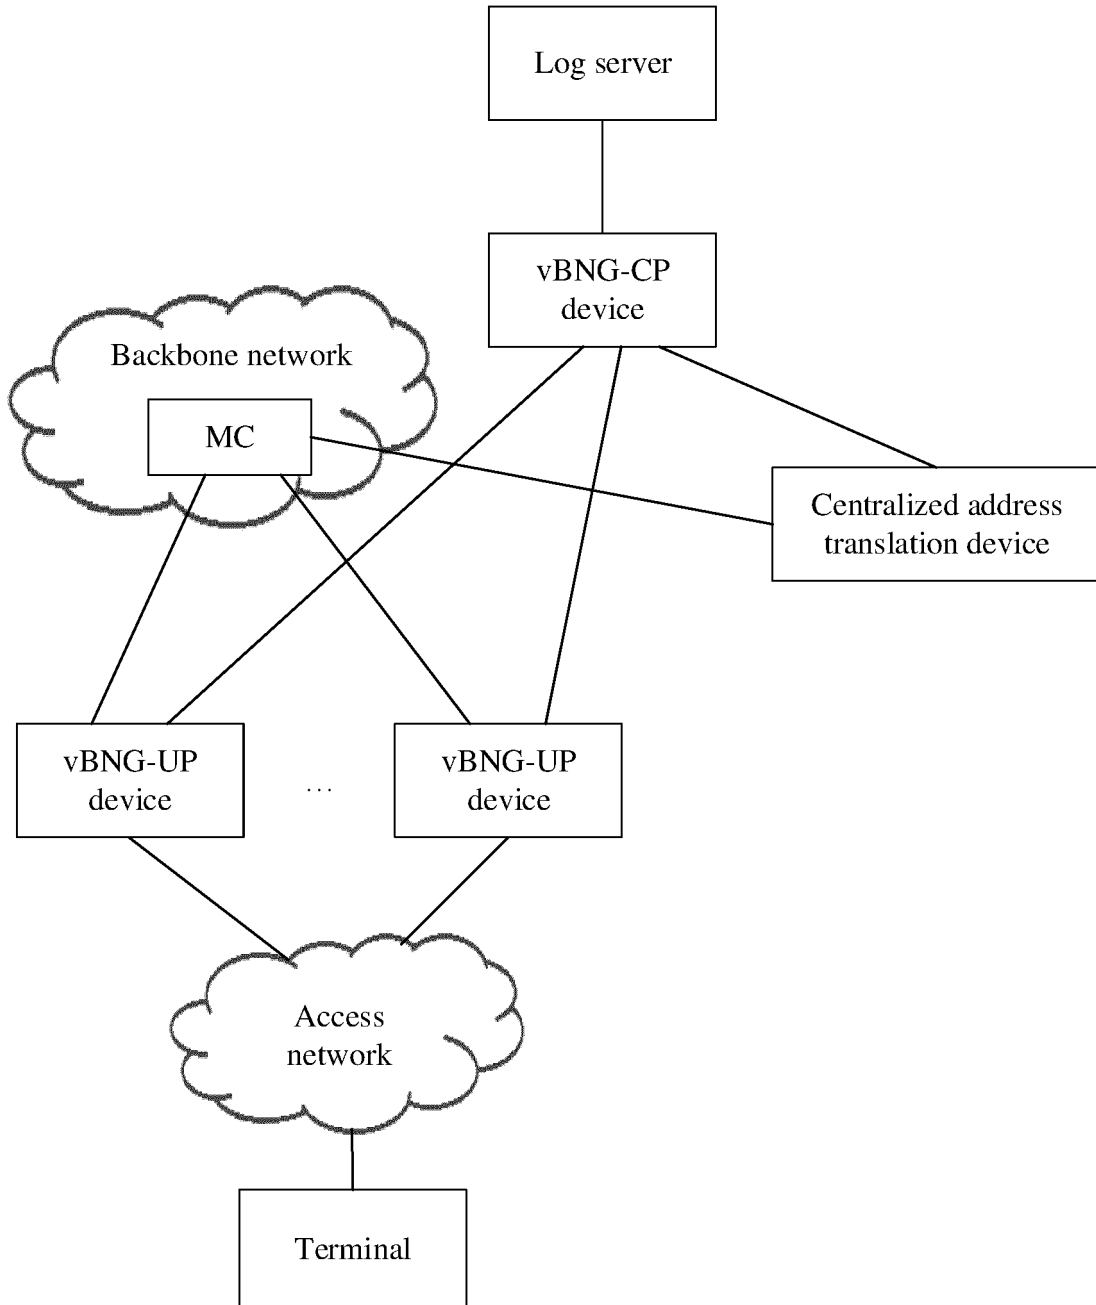 Log server
vBNG-CP
device
Backbone network
MC
Centralized address
translation device
vBNG-UP
device
...
vBNG-UP
device
Access
network
Terminal